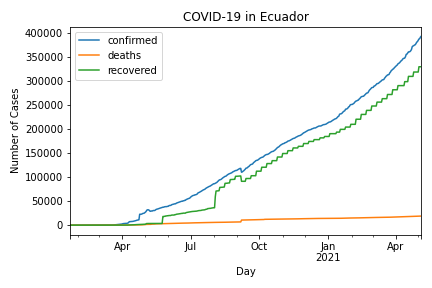 COVID-19 in Ecuador
confirmed
deaths
recovered
Number of Cases
400000
350000
300000
250000
200000
150000
100000
50000
0
Apr
Jul
Oct
Jan
2021
Apr
Day